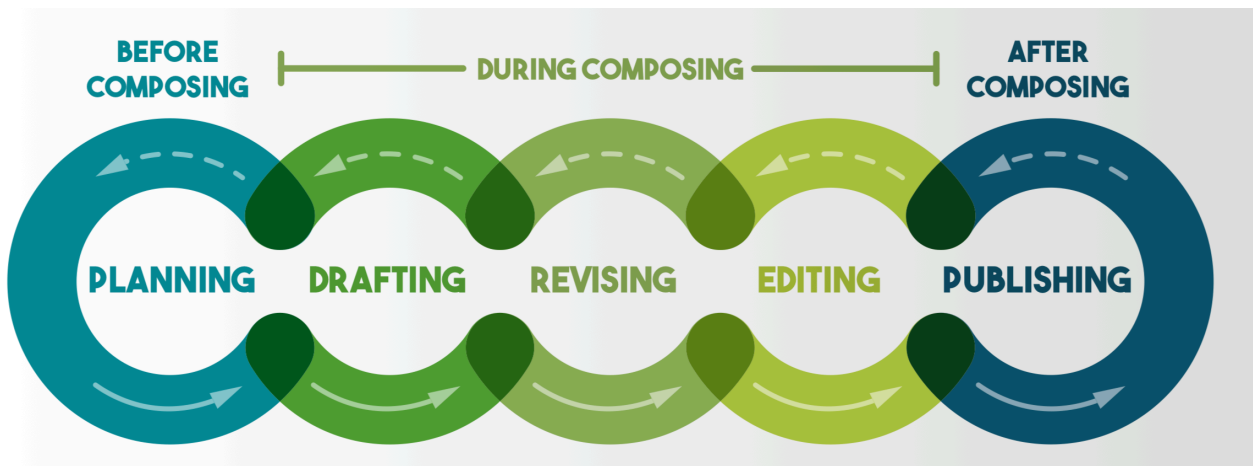 BEFORE
COMPOSING
DURING COMPOSING
AFTER
COMPOSING
PLANNING
DRAFTING
REVISING
EDITING
PUBLISHING